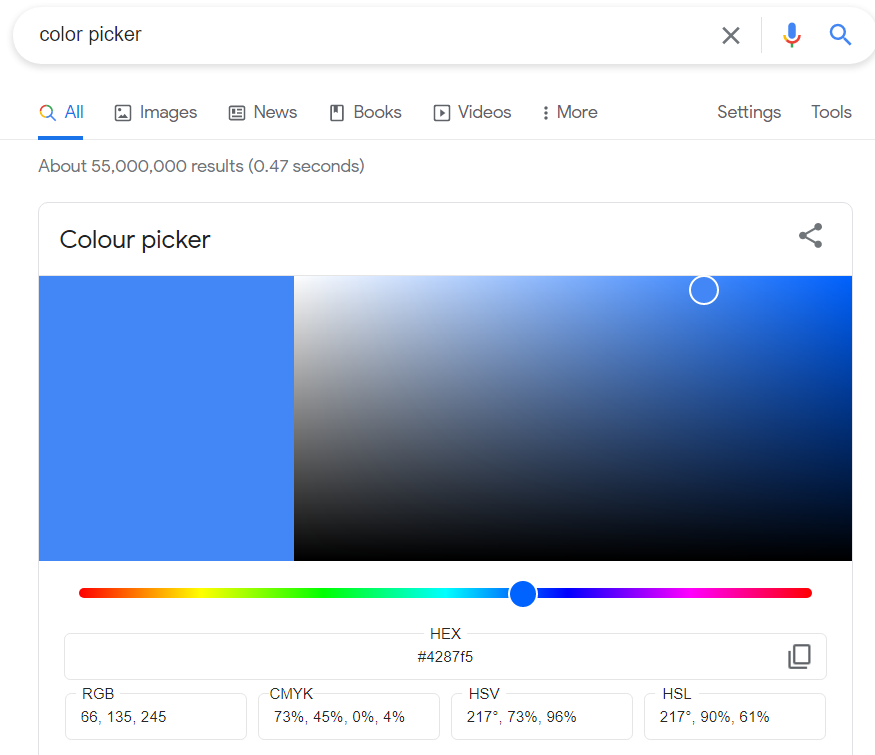 color picker
All Images News Books Videos More Settings Tools
About 55,000,000 results (0.47 seconds)
Colour picker
HEX
#4287f5
RGB CMYK HSV HSL
66, 135, 245 73%, 45%, 0%, 4% 217°, 73%, 96% 217°, 90%, 61%